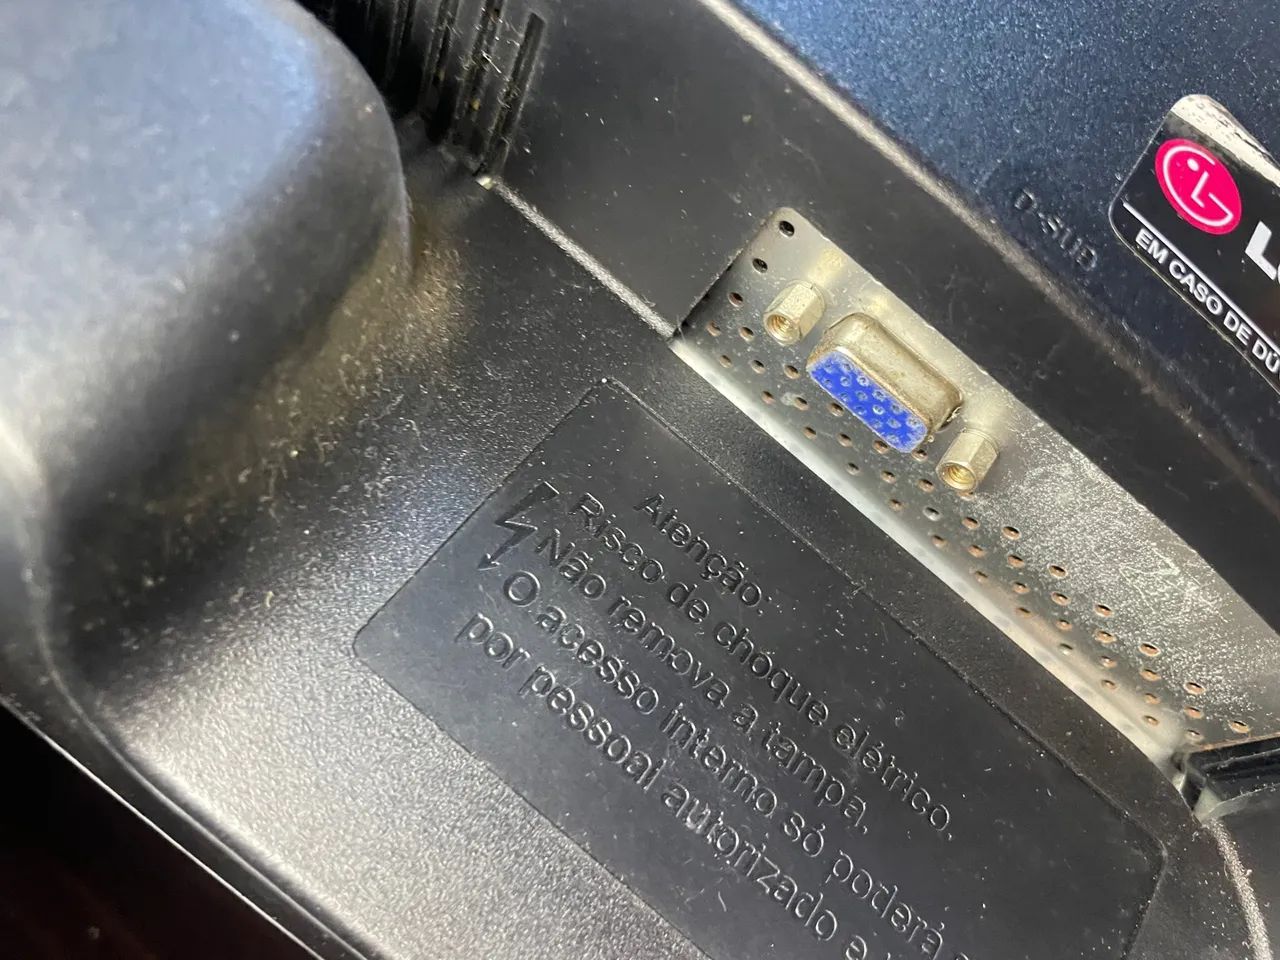 D-SUB
LG
EM CASO DE
Atenção:
Risco de choque elétrico.
Não remova a tampa,
O acesso interno só poderá
por pessoal autorizado e